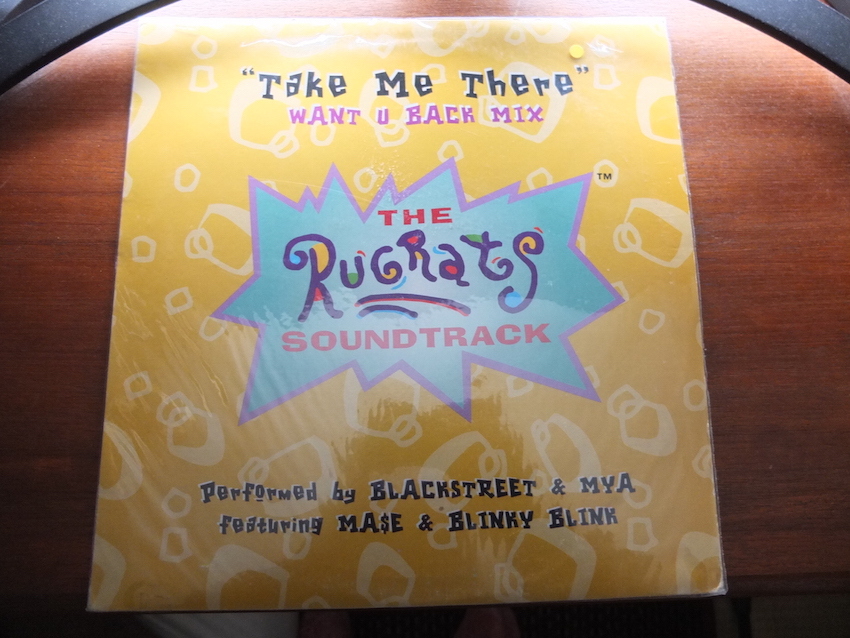 "Take Me There"
WANT U BACK MIX
THE
RUGRATS
TM
SOUNDTRACK
performed by BLACKSTREET & MYA
featuring MA$E & BLINKY BLINK